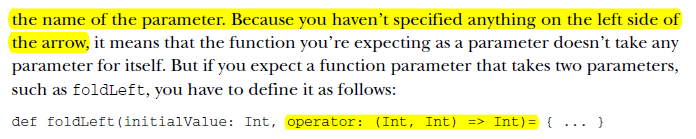 the name of the parameter. Because you haven’t specified anything on the left side of
the arrow, it means that the function you’re expecting as a parameter doesn’t take any
parameter for itself. But if you expect a function parameter that takes two parameters,
such as foldLeft, you have to define it as follows:
def foldLeft(initialValue: Int, operator: (Int, Int) => Int)= { ... }